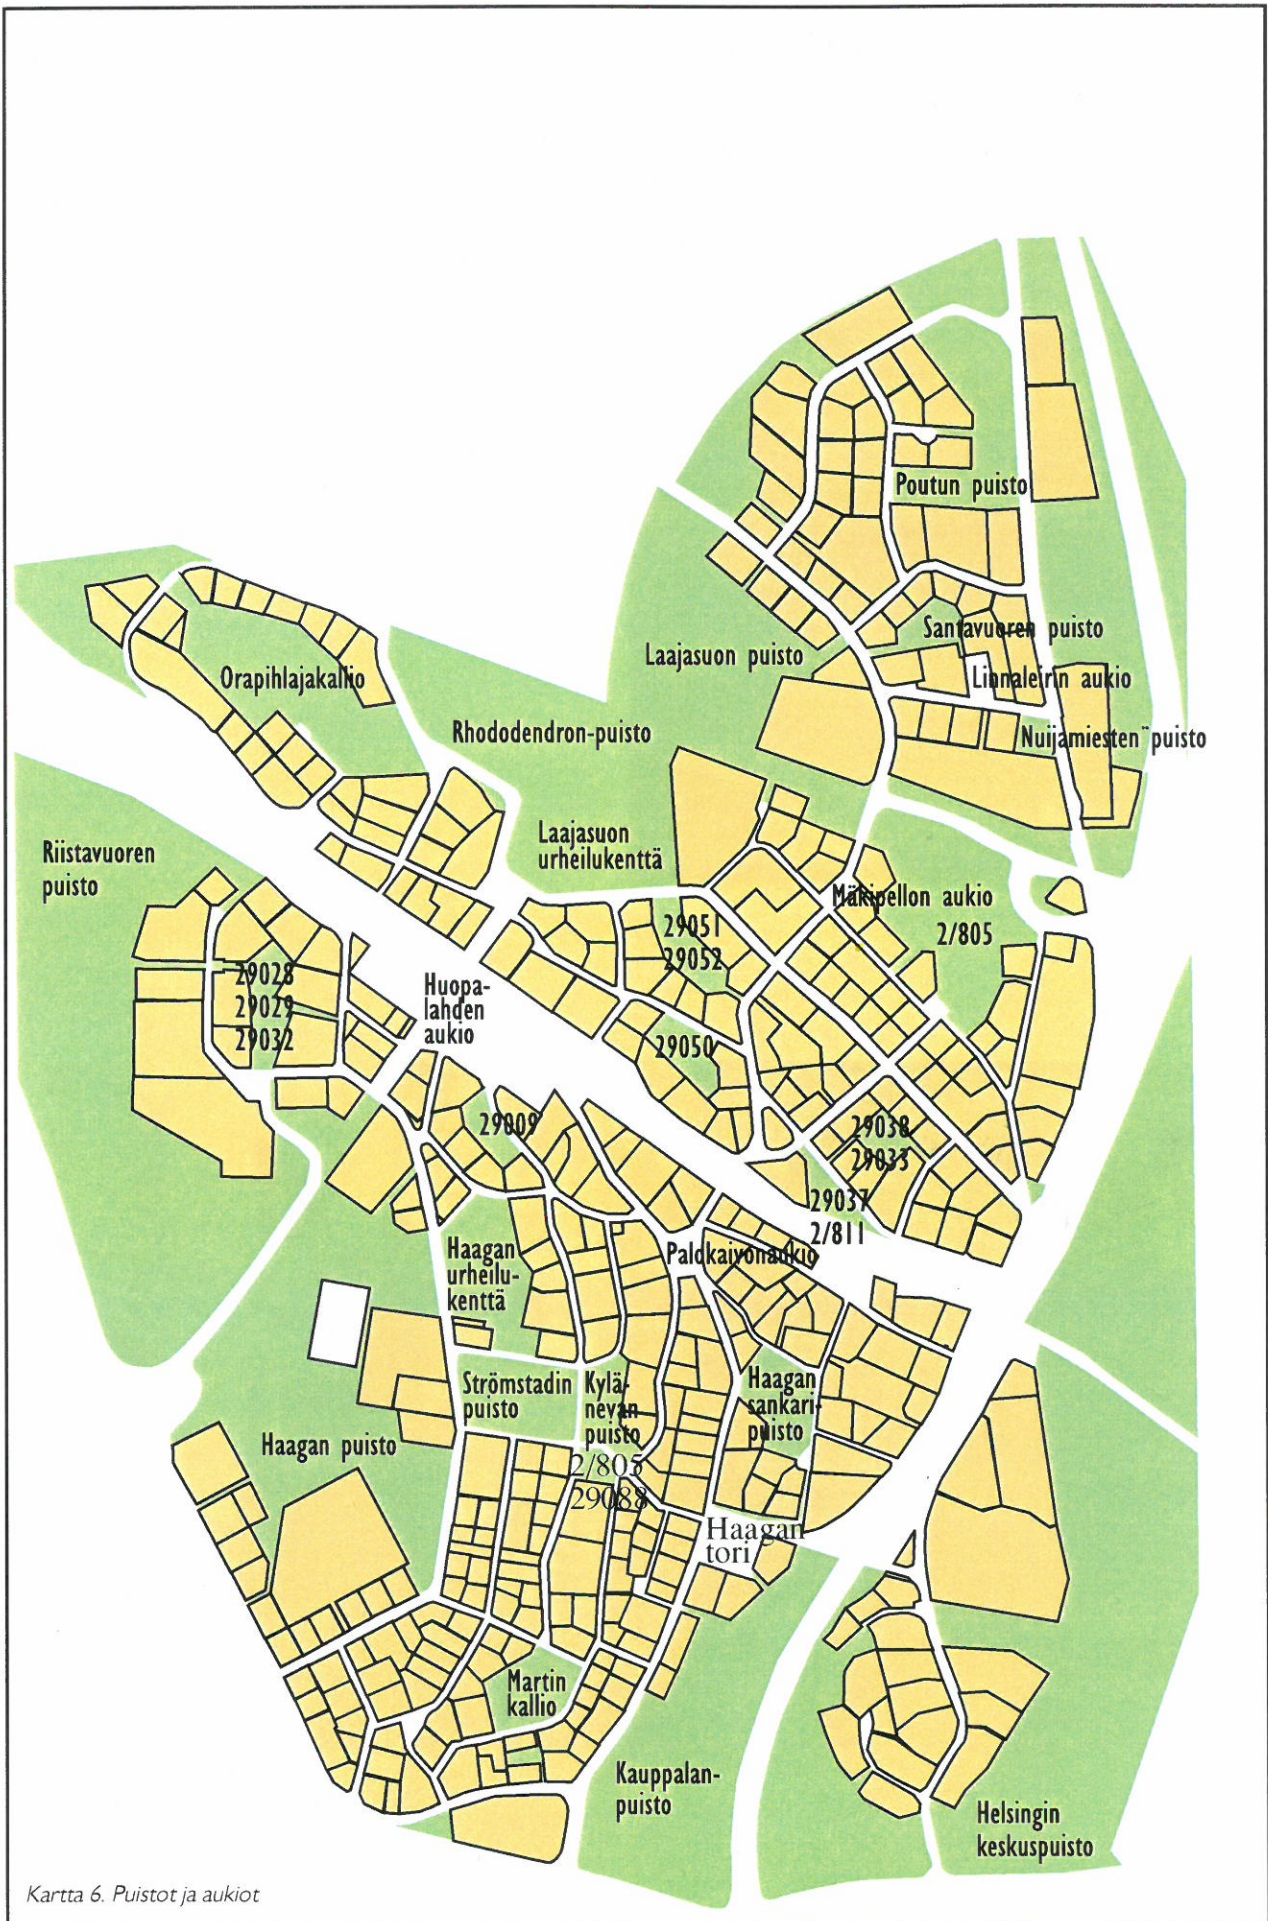 Poutun puisto
Santavuoren puisto
Laajasuon puisto
Linnaleirin aukio
Orapihlajakallio
Rhododendron-puisto
Nuijamiesten puisto
Laajasuon
urheilukenttä
Riistavuoren
puisto
Mäkipellon aukio
2/805
29051
29052
29028
29029
29032
Huopa-
lahden
aukio
29050
29009
29038
29033
29037
2/811
Haagan
urheilu-
kenttä
Palokaivonaukio
Strömstadin
puisto
Kylä-
nevan
puisto
2/805
29088
Haagan
sankari-
puisto
Haagan puisto
Haagan
tori
Martin
kallio
Kauppalan-
puisto
Helsingin
keskuspuisto
Kartta 6. Puistot ja aukiot